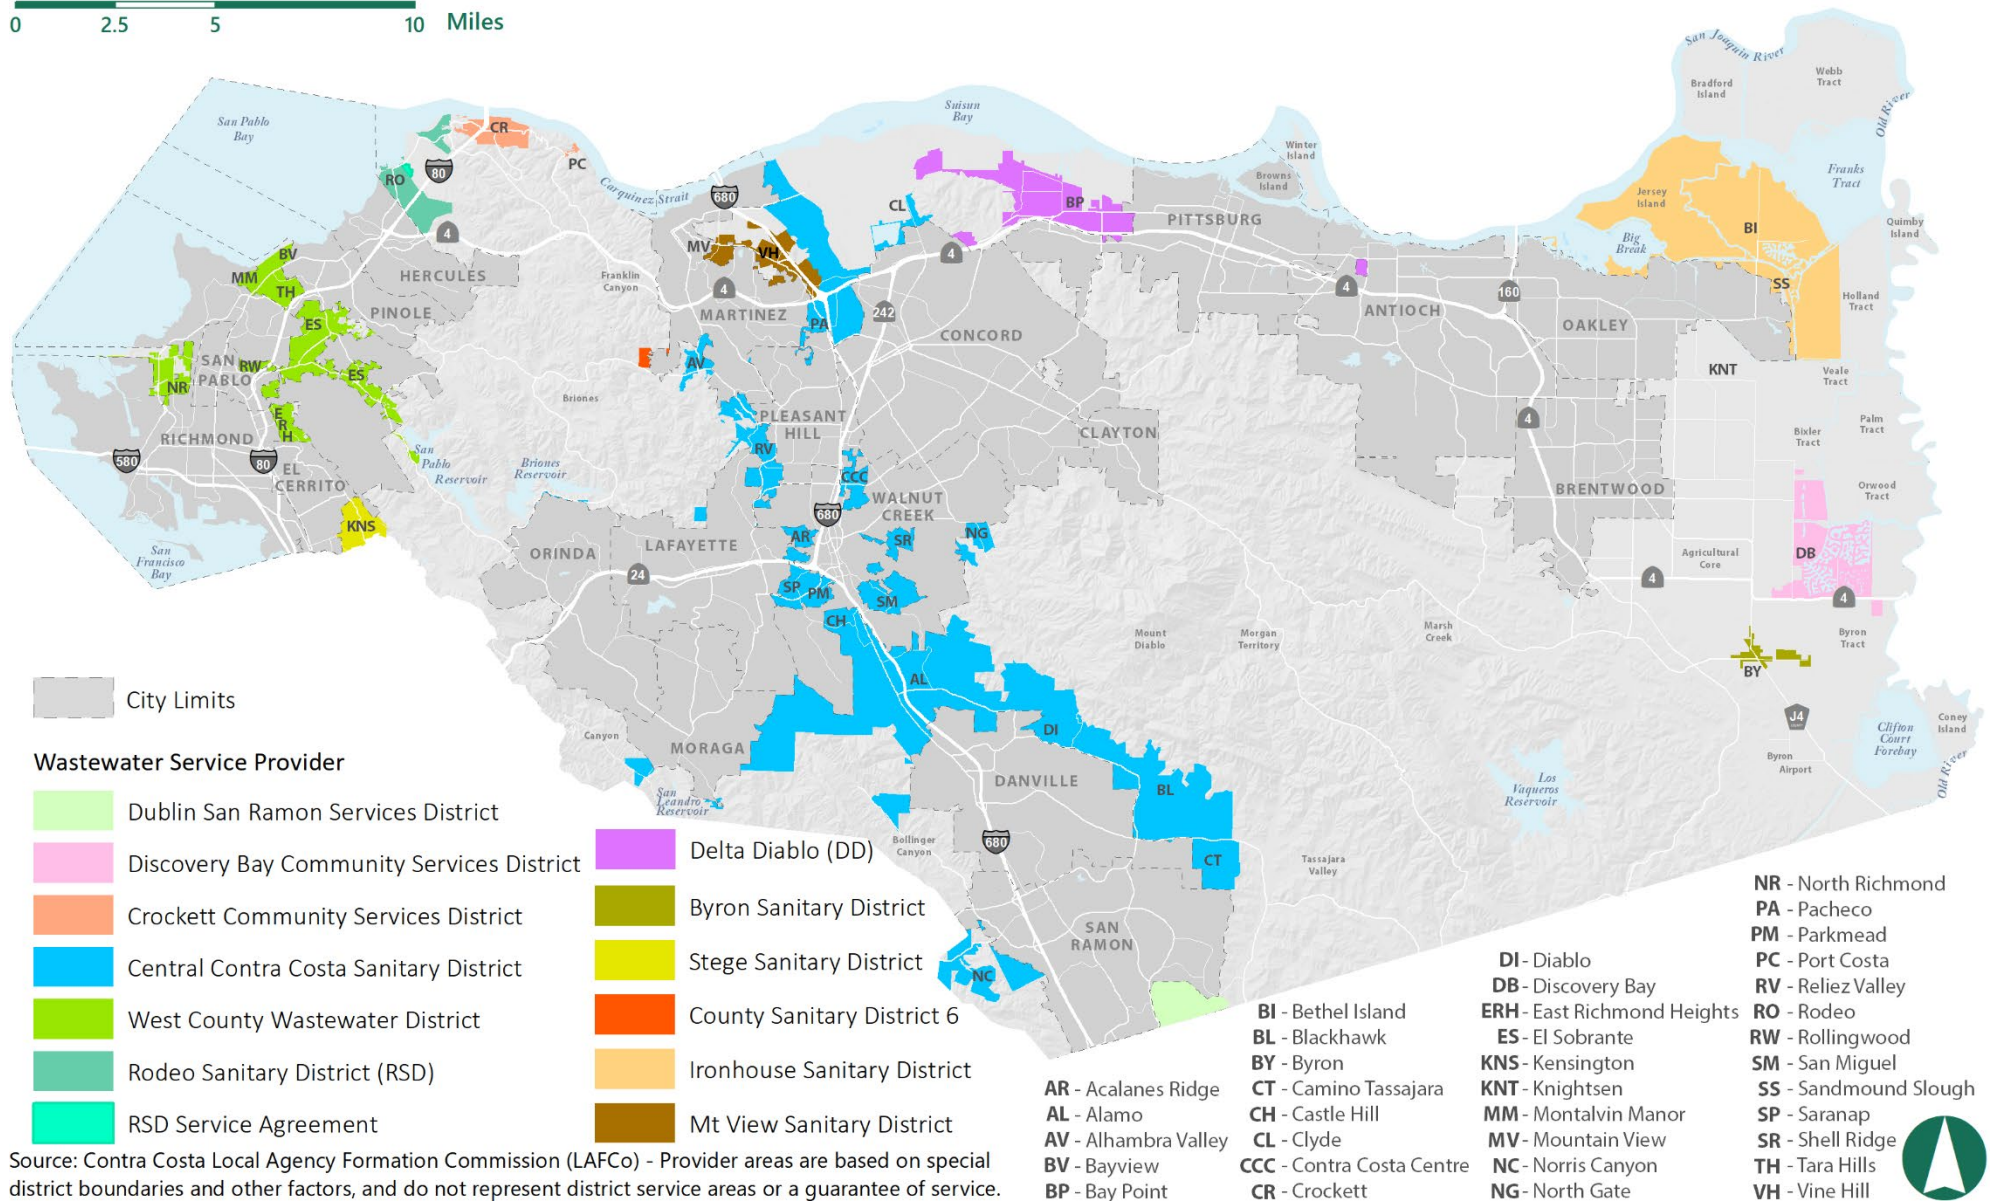 0 2.5 5 10 Miles
San Joaquin River
Webb
Tract
Bradford
Island
Old River
Suisun
Bay
San Pablo
Bay
CR
PC
80
RO
Winter
Island
Browns
Island
Franks
Tract
Carquinez Strait
680
CL
BP
PITTSBURG
Jersey
Island
BI
Quimby
Island
4
MV
VH
4
Big
Break
BV
MM
TH
HERCULES
Franklin
Canyon
4
4
160
SS
Holland
Tract
ES
PINOLE
MARTINEZ
PA
242
CONCORD
ANTIOCH
OAKLEY
SAN
PABLO
RW
ES
NR
AV
KNT
Veale
Tract
Briones
PLEASANT
HILL
CLAYTON
4
Palm
Tract
E
R
H
RICHMOND
Bixler
Tract
580
80
EL
CERRITO
San
Pablo
Reservoir
Briones
Reservoir
RV
CCC
WALNUT
CREEK
BRENTWOOD
Orwood
Tract
KNS
680
San
Francisco
Bay
ORINDA
LAFAYETTE
AR
SR
NG
Agricultural
Core
DB
24
SP
PM
SM
4
4
CH
Mount
Diablo
Morgan
Territory
Marsh
Creek
Byron
Tract
AL
BY
J4
Canyon
MORAGA
DI
Clifton
Court
Forebay
Coney
Island
Old River
Byron
Airport
DANVILLE
BL
Los
Vaqueros
Reservoir
San
Leandro
Reservoir
Bollinger
Canyon
680
CT
Tassajara
Valley
SAN
RAMON
NC
City Limits
Wastewater Service Provider
Dublin San Ramon Services District
Discovery Bay Community Services District
Crockett Community Services District
Central Contra Costa Sanitary District
West County Wastewater District
Rodeo Sanitary District (RSD)
RSD Service Agreement
Delta Diablo (DD)
Byron Sanitary District
Stege Sanitary District
County Sanitary District 6
Ironhouse Sanitary District
Mt View Sanitary District
AR - Acalanes Ridge
AL - Alamo
AV - Alhambra Valley
BV - Bayview
BP - Bay Point
BI - Bethel Island
BL - Blackhawk
BY - Byron
CT - Camino Tassajara
CH - Castle Hill
CL - Clyde
CCC - Contra Costa Centre
CR - Crockett
DI - Diablo
DB - Discovery Bay
ERH - East Richmond Heights
ES - El Sobrante
KNS - Kensington
KNT - Knightsen
MM - Montalvin Manor
MV - Mountain View
NC - Norris Canyon
NG - North Gate
NR - North Richmond
PA - Pacheco
PM - Parkmead
PC - Port Costa
RV - Reliez Valley
RO - Rodeo
RW - Rollingwood
SM - San Miguel
SS - Sandmound Slough
SP - Saranap
SR - Shell Ridge
TH - Tara Hills
VH - Vine Hill
Source: Contra Costa Local Agency Formation Commission (LAFCo) - Provider areas are based on special
district boundaries and other factors, and do not represent district service areas or a guarantee of service.